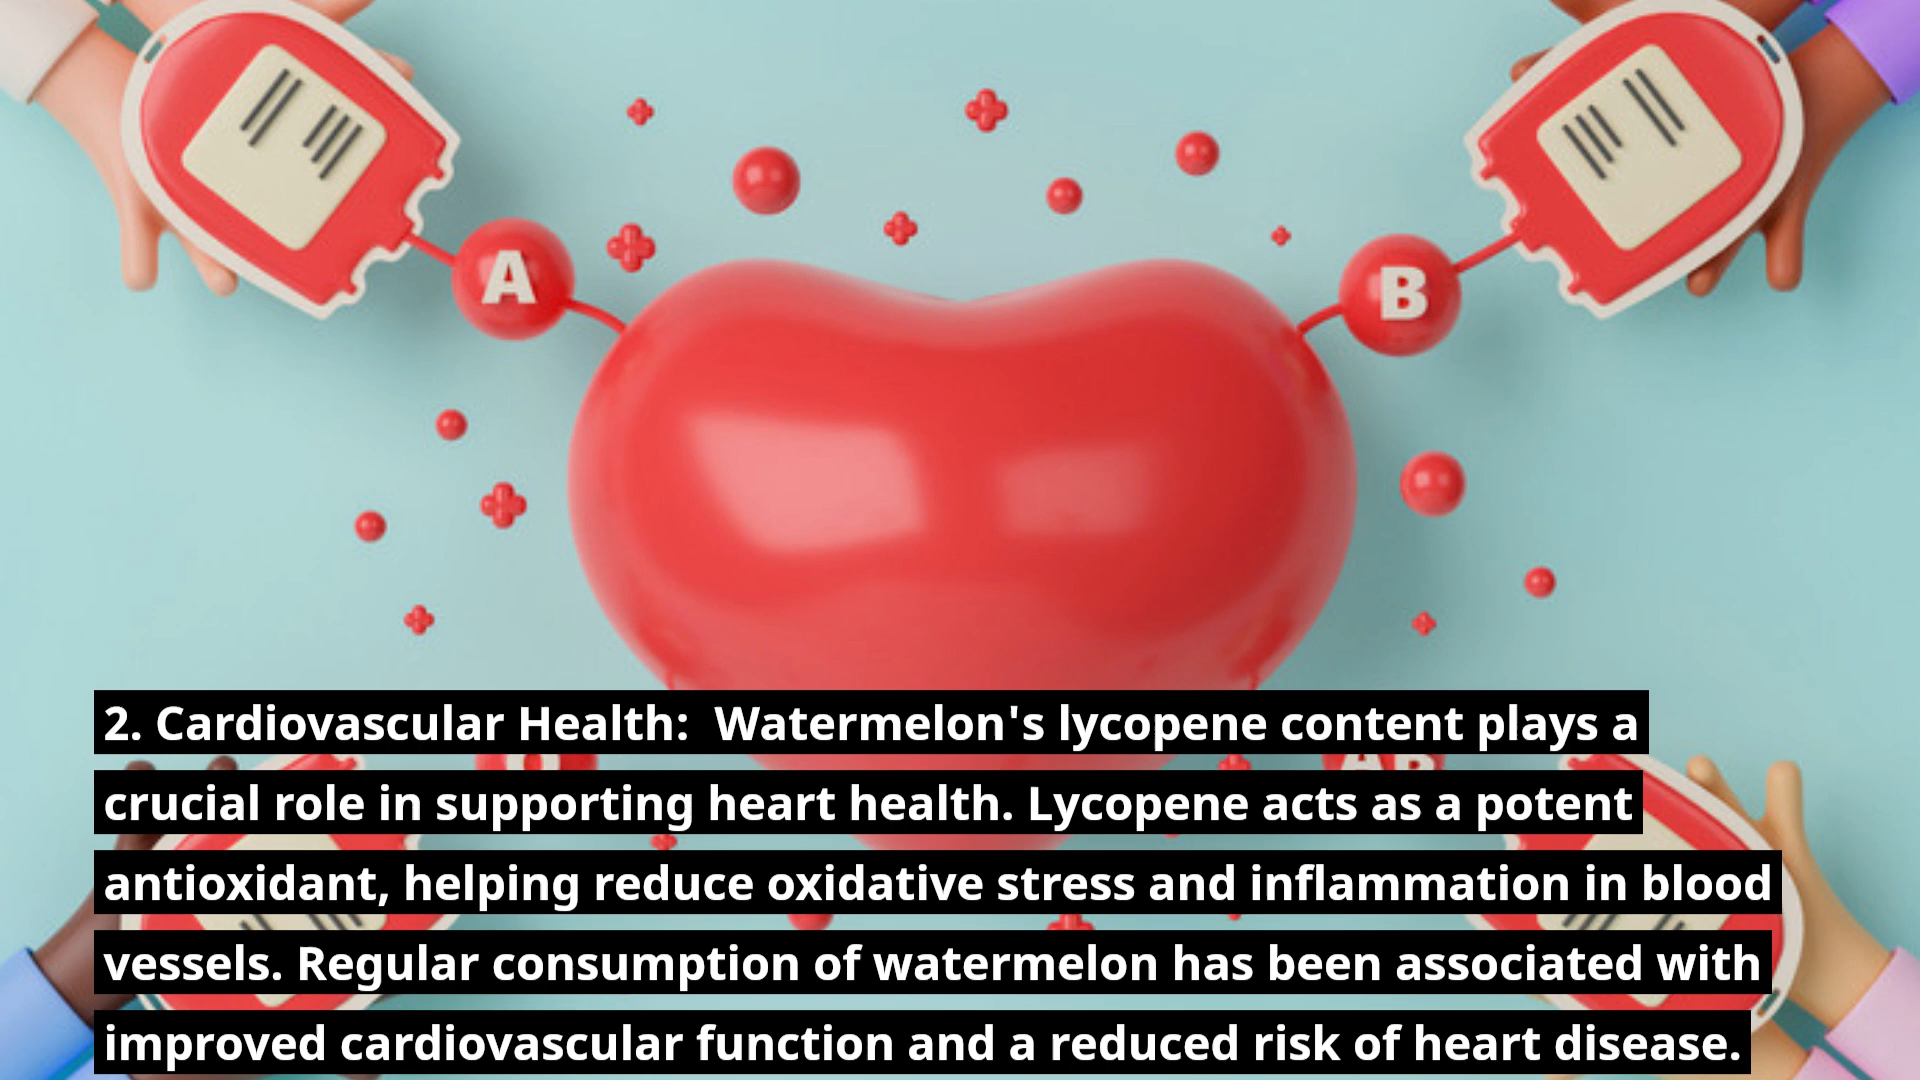 A
B
2. Cardiovascular Health:  Watermelon's lycopene content plays a
crucial role in supporting heart health. Lycopene acts as a potent
antioxidant, helping reduce oxidative stress and inflammation in blood
vessels. Regular consumption of watermelon has been associated with
improved cardiovascular function and a reduced risk of heart disease.